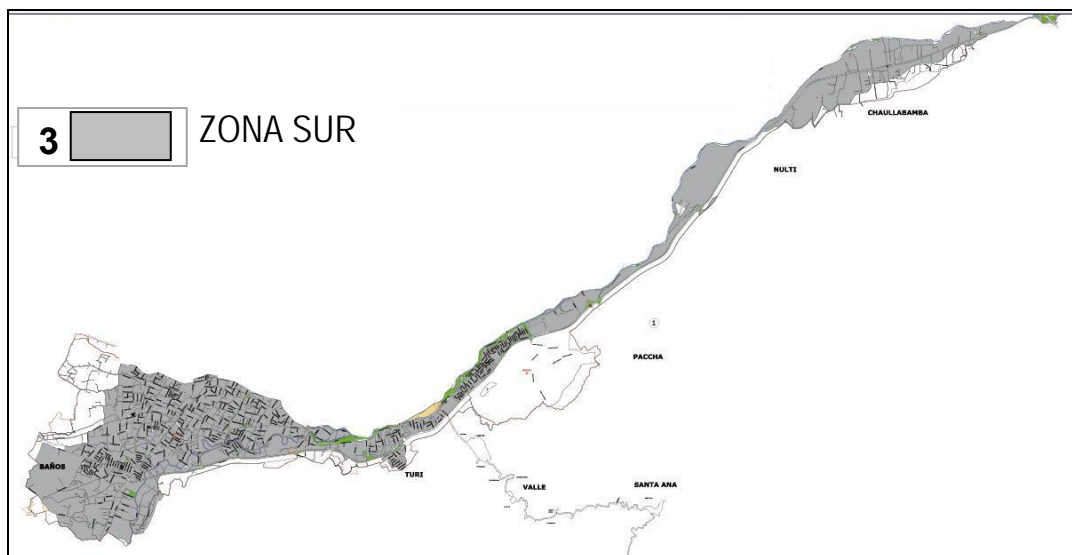 3 ZONA SUR
CHAULLABAMBA
NULTI
1
PACCHA
BAÑOS
TURI
VALLE
SANTA ANA